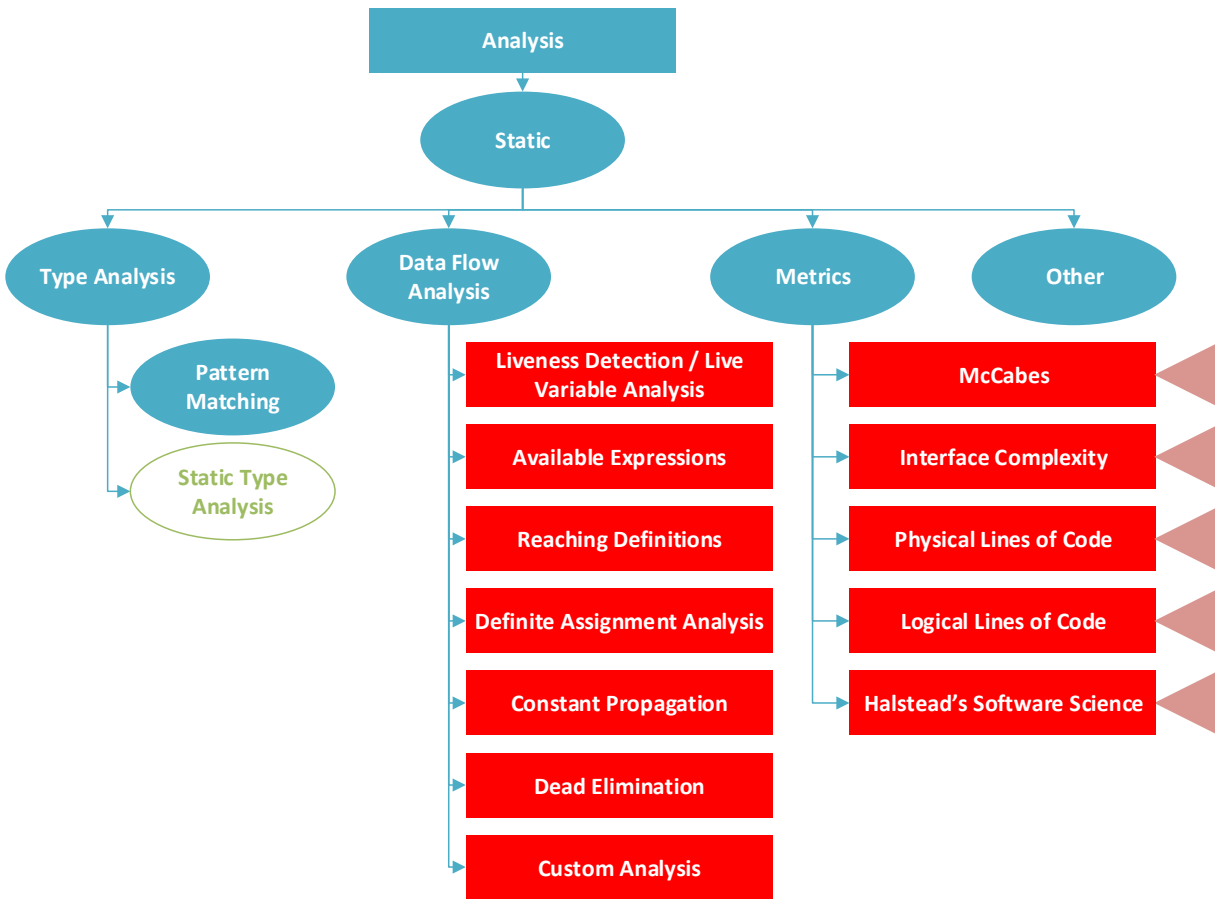 Analysis
Static
Type Analysis
Data Flow
Analysis
Metrics
Other
Pattern
Matching
Static Type
Analysis
Liveness Detection / Live
Variable Analysis
Available Expressions
Reaching Definitions
Definite Assignment Analysis
Constant Propagation
Dead Elimination
Custom Analysis
McCabes
Interface Complexity
Physical Lines of Code
Logical Lines of Code
Halstead’s Software Science